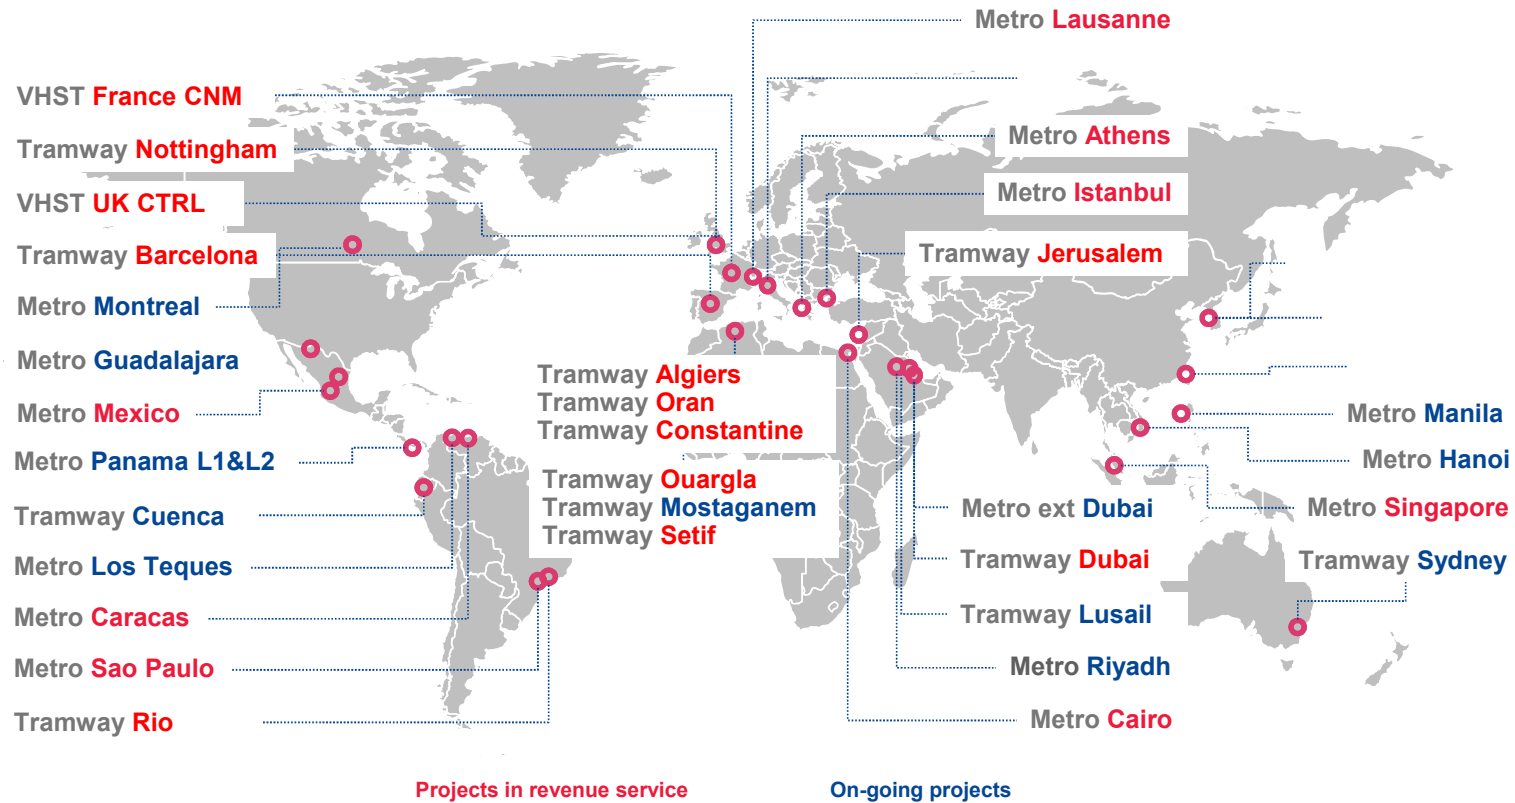 Metro Lausanne
VHST France CNM
Tramway Nottingham
VHST UK CTRL
Tramway Barcelona
Metro Montreal
Metro Guadalajara
Metro Mexico
Metro Panama L1&L2
Tramway Cuenca
Metro Los Teques
Metro Caracas
Metro Sao Paulo
Tramway Rio
Tramway Algiers
Tramway Oran
Tramway Constantine
Tramway Ouargla
Tramway Mostaganem
Tramway Setif
Metro Athens
Metro Istanbul
Tramway Jerusalem
Metro ext Dubai
Tramway Dubai
Tramway Lusail
Metro Riyadh
Metro Cairo
Metro Manila
Metro Hanoi
Metro Singapore
Tramway Sydney
Projects in revenue service
On-going projects